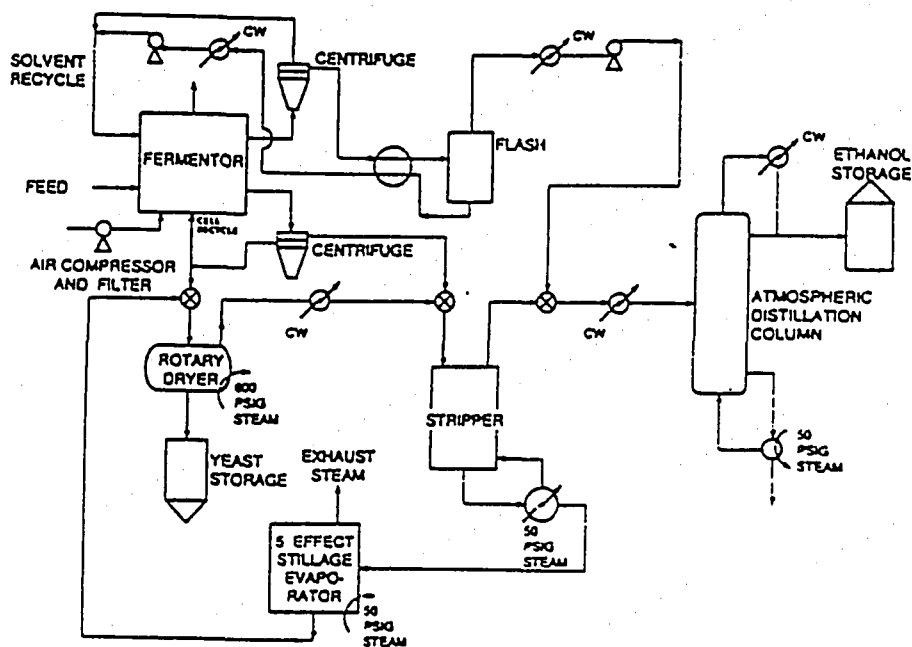 CW
SOLVENT
RECYCLE
CENTRIFUGE
CW
FERMENTOR
FLASH
FEED
CELL
RECYCLE
CENTRIFUGE
AIR COMPRESSOR
AND FILTER
CW
ETHANOL
STORAGE
CW
CW
ATMOSPHERIC
DISTILLATION
COLUMN
ROTARY
DRYER
600
PSIG
STEAM
STRIPPER
50
PSIG
STEAM
YEAST
STORAGE
EXHAUST
STEAM
50
PSIG
STEAM
5 EFFECT
STILLAGE
EVAPO-
RATOR
50
PSIG
STEAM